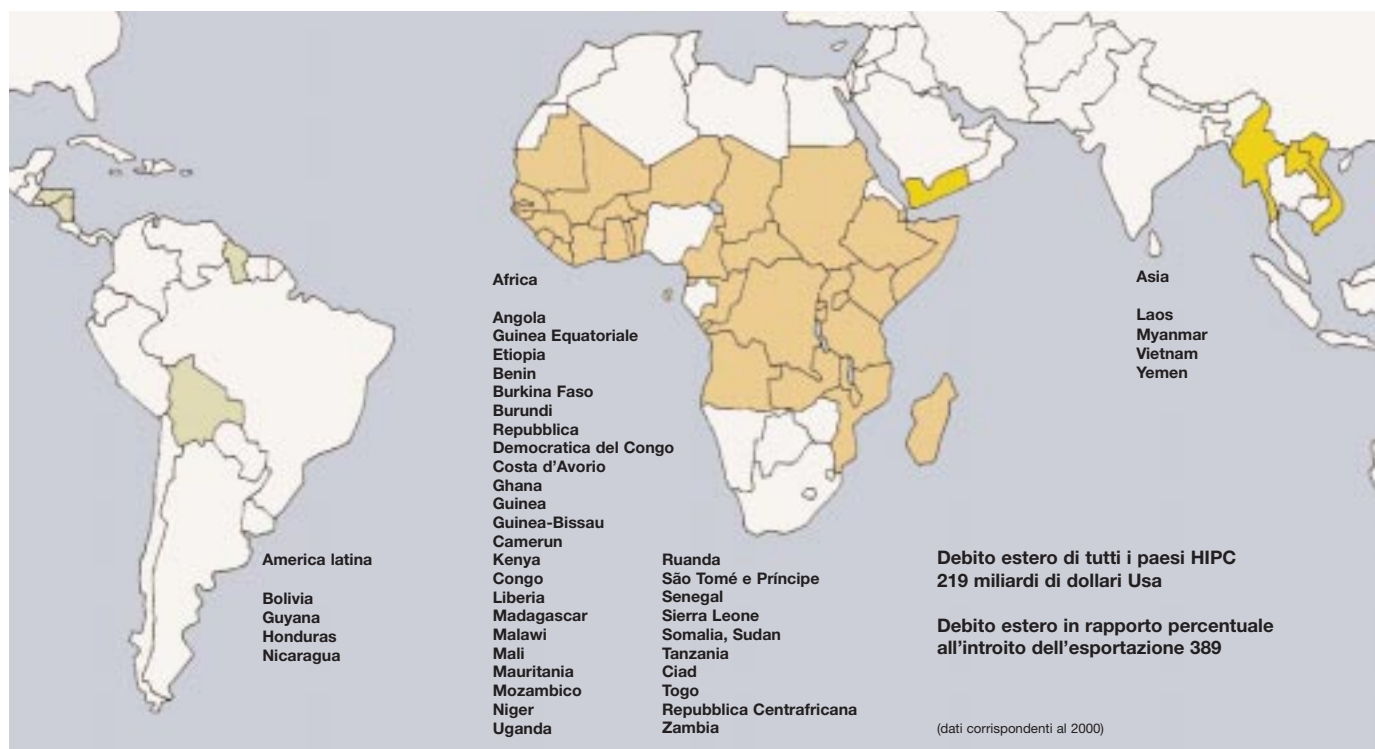 America latina
Bolivia
Guyana
Honduras
Nicaragua
Africa
Angola
Guinea Equatoriale
Etiopia
Benin
Burkina Faso
Burundi
Repubblica
Democratica del Congo
Costa d'Avorio
Ghana
Guinea
Guinea-Bissau
Camerun
Kenya
Congo
Liberia
Madagascar
Malawi
Mali
Mauritania
Mozambico
Niger
Uganda
Ruanda
São Tomé e Príncipe
Senegal
Sierra Leone
Somalia, Sudan
Tanzania
Ciad
Togo
Repubblica Centrafricana
Zambia
Asia
Laos
Myanmar
Vietnam
Yemen
Debito estero di tutti i paesi HIPC
219 miliardi di dollari Usa
Debito estero in rapporto percentuale
all'introito dell'esportazione 389
(dati corrispondenti al 2000)